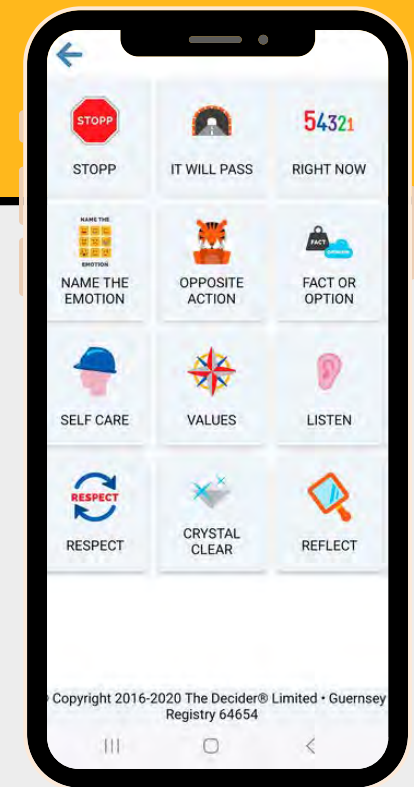 STOPP
54321
STOPP
IT WILL PASS
RIGHT NOW
NAME THE
EMOTION
FACT
NAME THE
EMOTION
OPPOSITE
ACTION
FACT OR
OPTION
SELF CARE
VALUES
LISTEN
RESPECT
RESPECT
CRYSTAL
CLEAR
REFLECT
Copyright 2016-2020 The Decider® Limited • Guernsey
Registry 64654